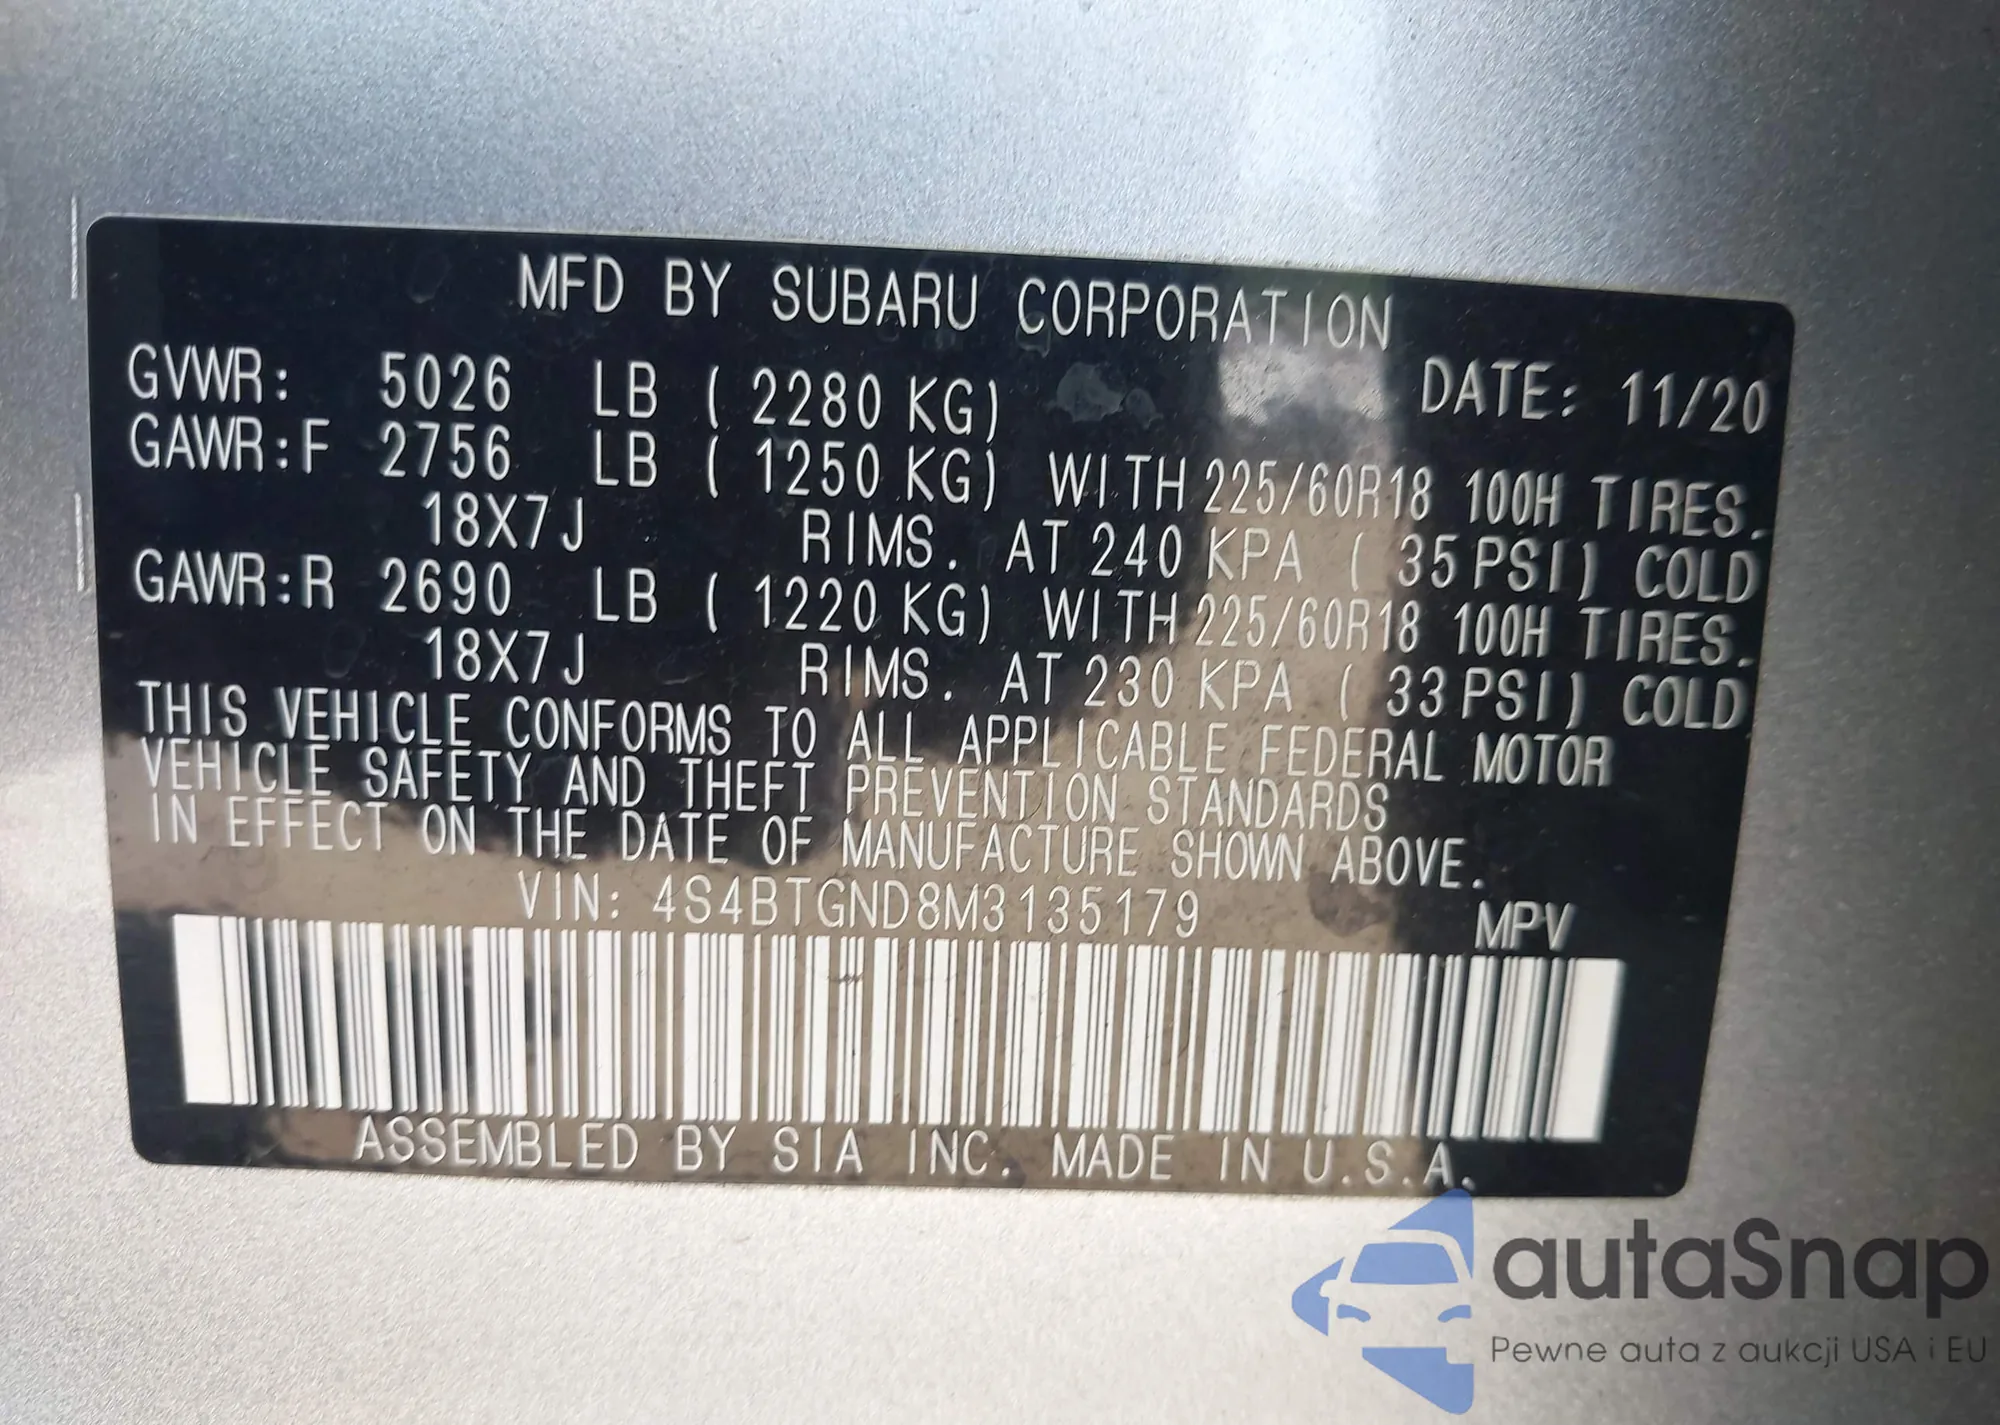 MFD BY SUBARU CORPORATION
GVWR: 5026 LB ( 2280 KG) DATE: 11/20
GAWR:F 2756 LB ( 1250 KG) WITH 225/60R18 100H TIRES.
18X7J RIMS. AT 240 KPA ( 35 PSI) COLD
GAWR:R 2690 LB ( 1220 KG) WITH 225/60R18 100H TIRES.
18X7J RIMS. AT 230 KPA ( 33 PSI) COLD
THIS VEHICLE CONFORMS TO ALL APPLICABLE FEDERAL MOTOR
VEHICLE SAFETY AND THEFT PREVENTION STANDARDS
IN EFFECT ON THE DATE OF MANUFACTURE SHOWN ABOVE.
VIN: 4S4BTGND8M3135179 MPV
ASSEMBLED BY SIA INC. MADE IN U.S.A.
autaSnap
Pewne auta z aukcji USA i EU